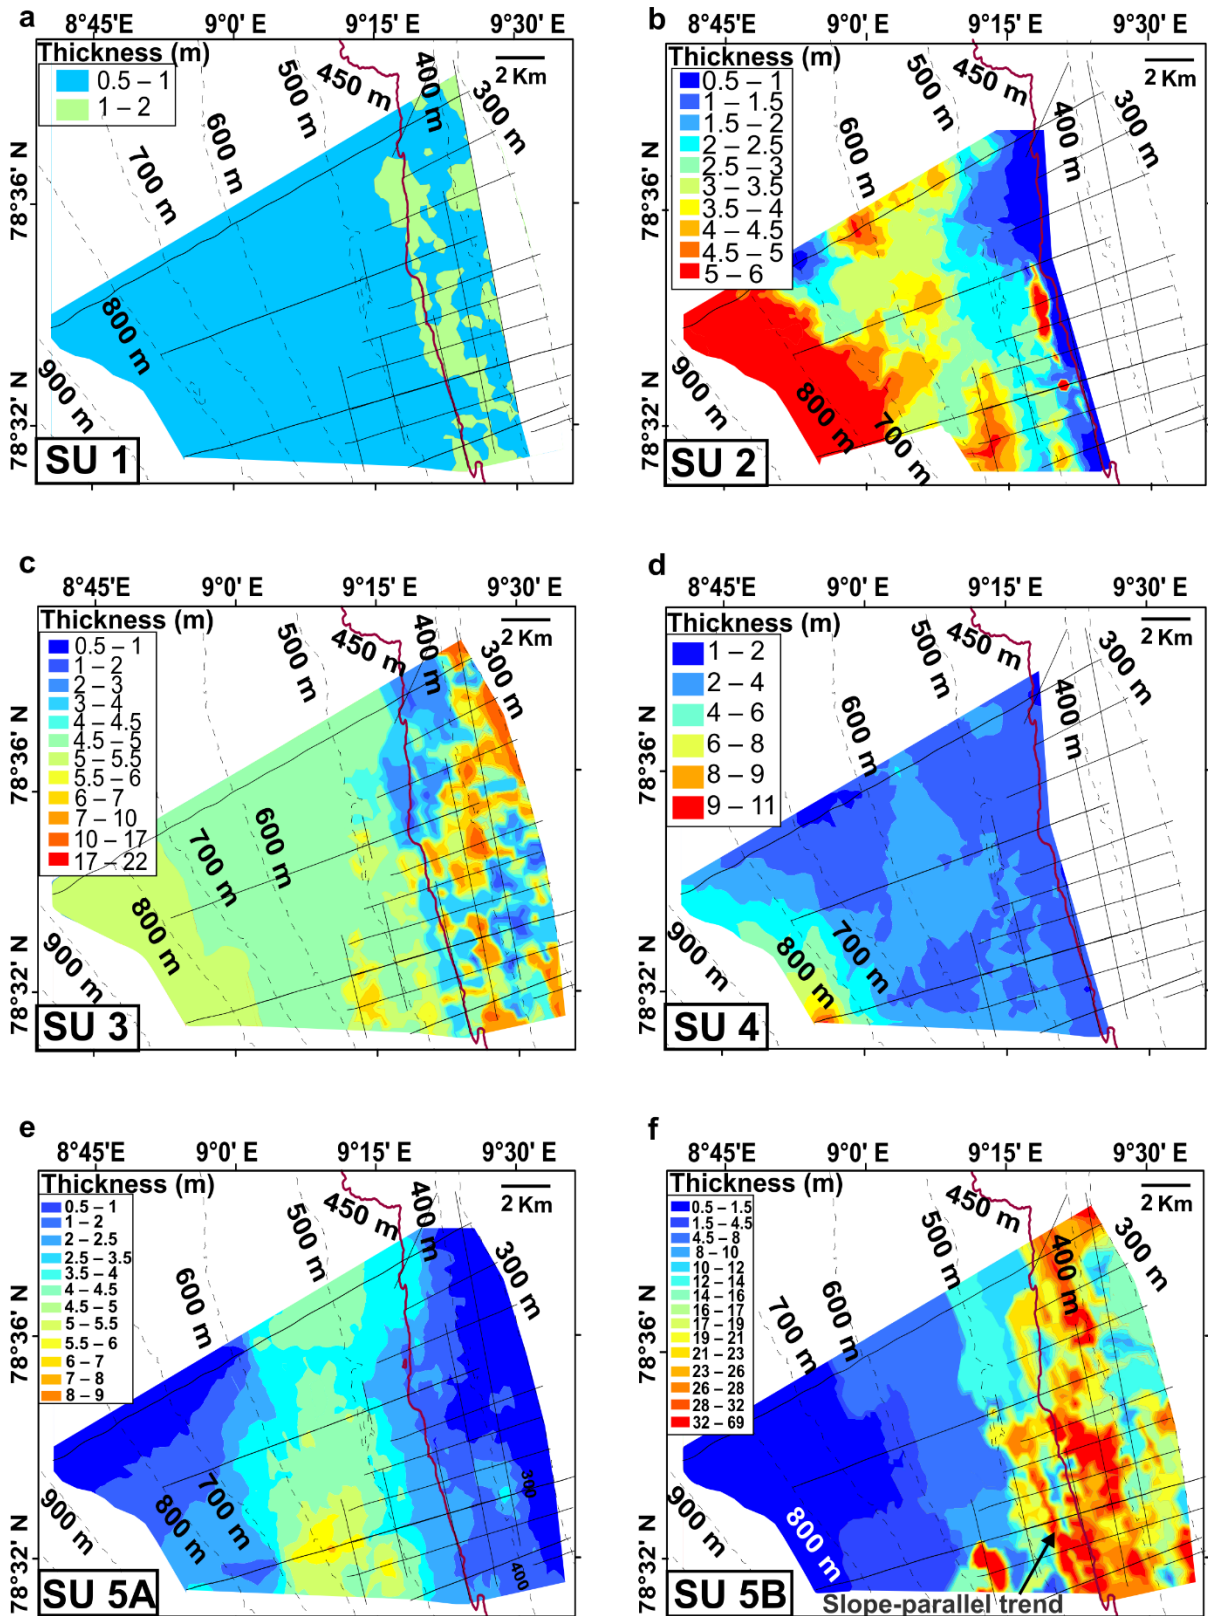 a
8°45'E 9°0' E 9°15' E 9°30' E
Thickness (m)
0.5 – 1
1 – 2
2 Km
300 m
400 m
450 m
500 m
600 m
700 m
800 m
900 m
78°36' N
78°32' N
SU 1
b
8°45'E 9°0' E 9°15' E 9°30' E
Thickness (m)
0.5 – 1
1 – 1.5
1.5 – 2
2 – 2.5
2.5 – 3
3 – 3.5
3.5 – 4
4 – 4.5
4.5 – 5
5 – 6
2 Km
300 m
400 m
450 m
500 m
600 m
700 m
800 m
900 m
78°36' N
78°32' N
SU 2
c
8°45'E 9°0' E 9°15' E 9°30' E
Thickness (m)
0.5 – 1
1 – 2
2 – 3
3 – 4
4 – 4.5
4.5 – 5
5 – 5.5
5.5 – 6
6 – 7
7 – 10
10 – 17
17 – 22
2 Km
300 m
400 m
450 m
500 m
600 m
700 m
800 m
900 m
78°36' N
78°32' N
SU 3
d
8°45'E 9°0' E 9°15' E 9°30' E
Thickness (m)
1 – 2
2 – 4
4 – 6
6 – 8
8 – 9
9 – 11
2 Km
300 m
400 m
450 m
500 m
600 m
700 m
800 m
900 m
78°36' N
78°32' N
SU 4
e
8°45'E 9°0' E 9°15' E 9°30' E
Thickness (m)
0.5 – 1
1 – 2
2 – 2.5
2.5 – 3.5
3.5 – 4
4 – 4.5
4.5 – 5
5 – 5.5
5.5 – 6
6 – 7
7 – 8
8 – 9
2 Km
300 m
400 m
450 m
500 m
600 m
700 m
800 m
900 m
300
400
78°36' N
78°32' N
SU 5A
f
8°45'E 9°0' E 9°15' E 9°30' E
Thickness (m)
0.5 – 1.5
1.5 – 4.5
4.5 – 8
8 – 10
10 – 12
12 – 14
14 – 16
16 – 17
17 – 19
19 – 21
21 – 23
23 – 26
26 – 28
28 – 32
32 – 69
2 Km
300 m
400 m
450 m
500 m
600 m
700 m
800 m
900 m
78°36' N
78°32' N
SU 5B
Slope-parallel trend